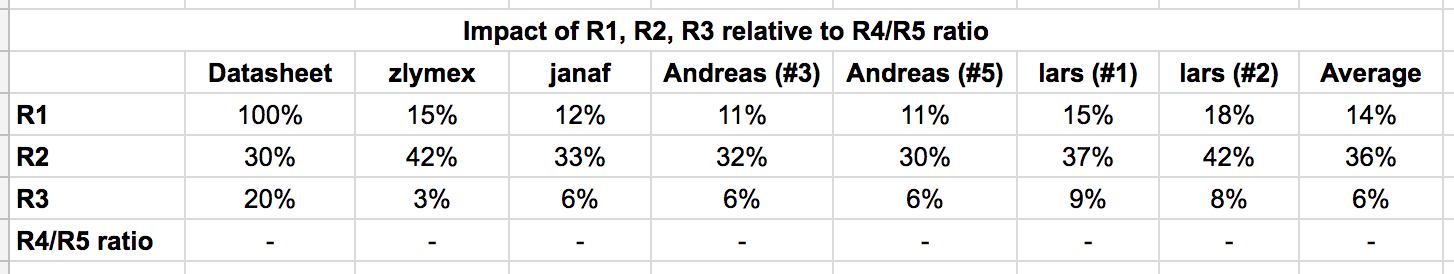 Impact of R1, R2, R3 relative to R4/R5 ratio
Datasheet zlymex janaf Andreas (#3) Andreas (#5) lars (#1) lars (#2) Average
R1 100% 15% 12% 11% 11% 15% 18% 14%
R2 30% 42% 33% 32% 30% 37% 42% 36%
R3 20% 3% 6% 6% 6% 9% 8% 6%
R4/R5 ratio - - - - - - - -